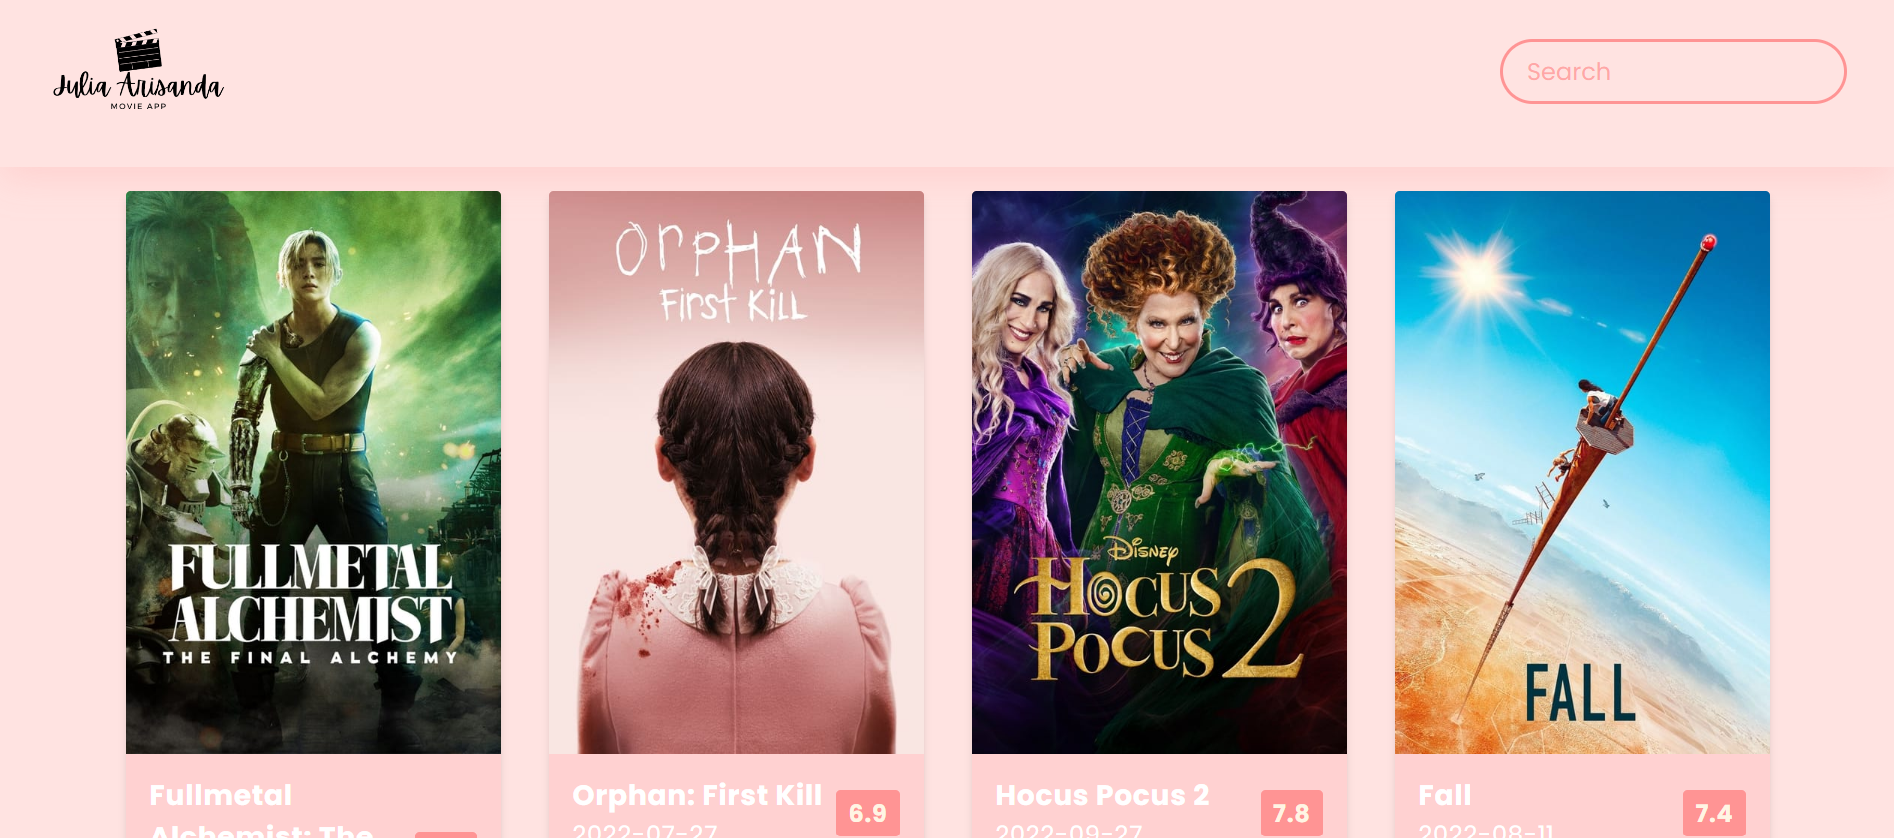 Julia Arisanda
MOVIE APP
Search
FULLMETAL
ALCHEMIST
THE FINAL ALCHEMY
ORPHAN
First Kill
Disney
HOCUS
POCUS 2
FALL
Fullmetal
Alchemist: The
Orphan: First Kill
6.9
2022-07-27
Hocus Pocus 2
7.8
2022-09-27
Fall
7.4
2022-08-11